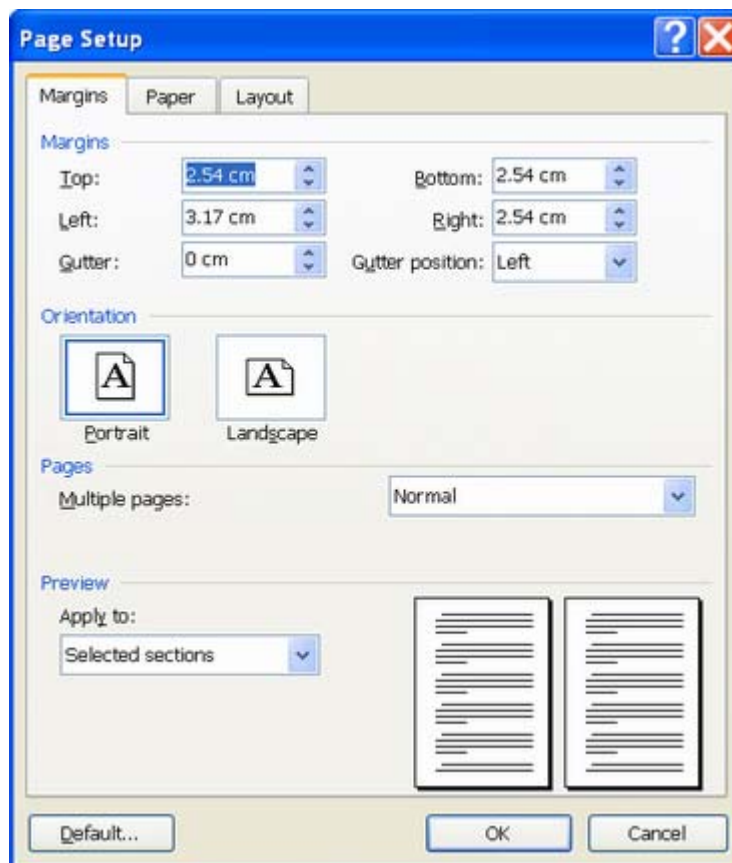 Page Setup
Margins Paper Layout
Margins
Top: 2.54 cm Bottom: 2.54 cm
Left: 3.17 cm Right: 2.54 cm
Gutter: 0 cm Gutter position: Left
Orientation
A A
Portrait Landscape
Pages
Multiple pages: Normal
Preview
Apply to:
Selected sections
Default... OK Cancel